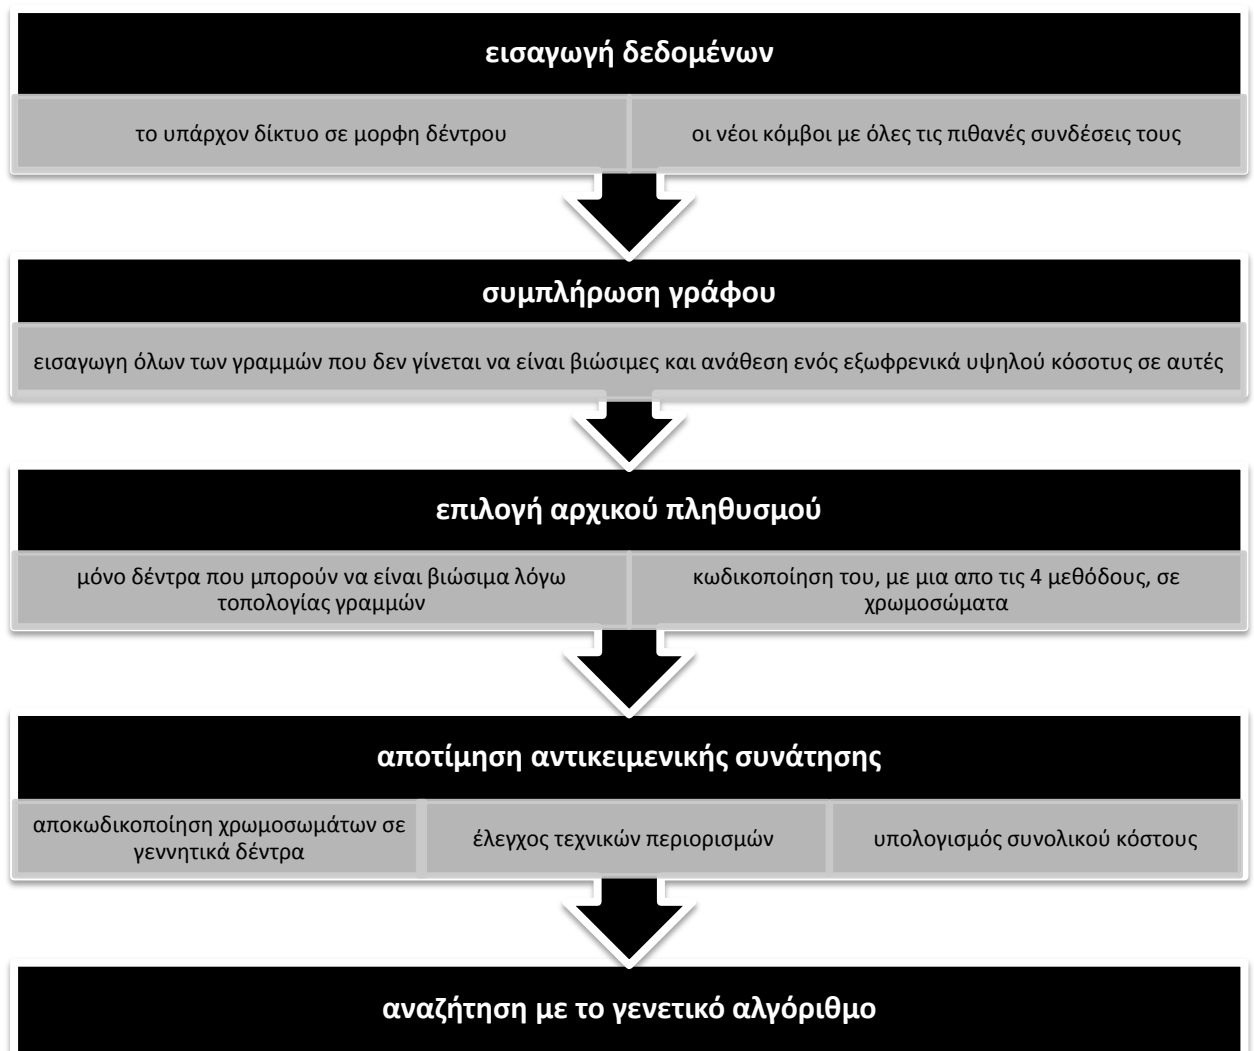 εισαγωγή δεδομένων
το υπάρχον δίκτυο σε μορφη δέντρου
οι νέοι κόμβοι με όλες τις πιθανές συνδέσεις τους
συμπλήρωση γράφου
εισαγωγη όλων των γραμμών που δεν γίνεται να είναι βιώσιμες και ανάθεση ενός εξωφρενικά υψηλού κόσοτυς σε αυτές
επιλογή αρχικού πληθυσμού
μόνο δέντρα που μπορούν να είναι βιώσιμα λόγω
τοπολογίας γραμμών
κωδικοποίηση του, με μια απο τις 4 μεθόδους, σε
χρωμοσώματα
αποτίμηση αντικειμενικής συνάτησης
αποκωδικοποίηση χρωμοσωμάτων σε
γεννητικά δέντρα
έλεγχος τεχνικών περιορισμών
υπολογισμός συνολικού κόστους
αναζήτηση με το γενετικό αλγόριθμο